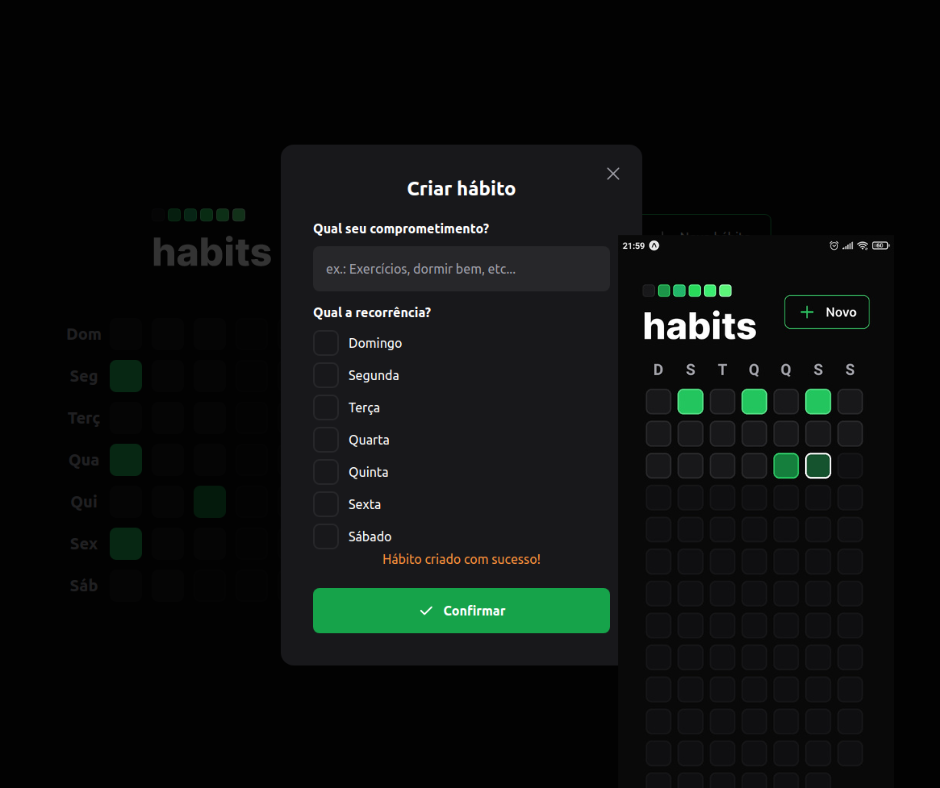 habits
Dom
Seg
Terç
Qua
Qui
Sex
Sáb
Criar hábito
Qual seu comprometimento?
ex.: Exercícios, dormir bem, etc...
Qual a recorrência?
Domingo
Segunda
Terça
Quarta
Quinta
Sexta
Sábado
Hábito criado com sucesso!
Confirmar
21:59
60
habits
Novo
D S T Q Q S S